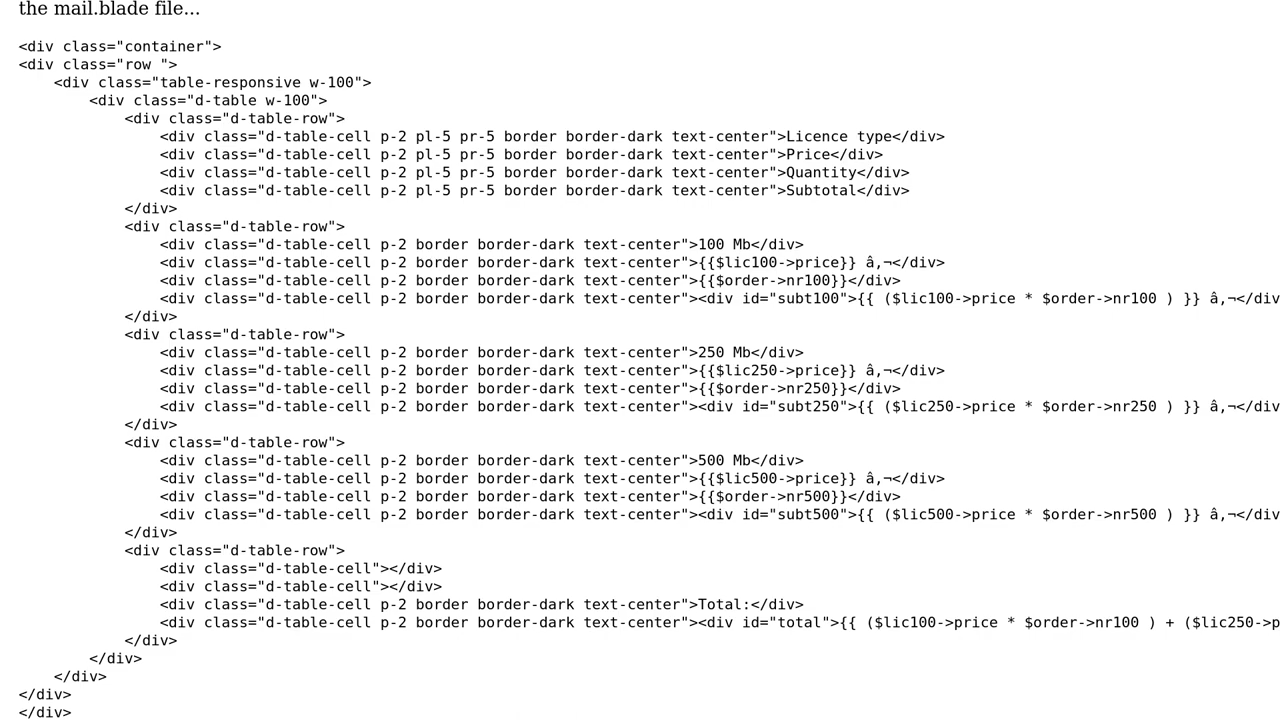 the mail.blade file...
<div class="container">
<div class="row ">
    <div class="table-responsive w-100">
        <div class="d-table w-100">
            <div class="d-table-row">
                <div class="d-table-cell p-2 pl-5 pr-5 border border-dark text-center">Licence type</div>
                <div class="d-table-cell p-2 pl-5 pr-5 border border-dark text-center">Price</div>
                <div class="d-table-cell p-2 pl-5 pr-5 border border-dark text-center">Quantity</div>
                <div class="d-table-cell p-2 pl-5 pr-5 border border-dark text-center">Subtotal</div>
            </div>
            <div class="d-table-row">
                <div class="d-table-cell p-2 border border-dark text-center">100 Mb</div>
                <div class="d-table-cell p-2 border border-dark text-center">{{$lic100->price}} â‚¬</div>
                <div class="d-table-cell p-2 border border-dark text-center">{{$order->nr100}}</div>
                <div class="d-table-cell p-2 border border-dark text-center"><div id="subt100">{{ ($lic100->price * $order->nr100 ) }} â‚¬</div
            </div>
            <div class="d-table-row">
                <div class="d-table-cell p-2 border border-dark text-center">250 Mb</div>
                <div class="d-table-cell p-2 border border-dark text-center">{{$lic250->price}} â‚¬</div>
                <div class="d-table-cell p-2 border border-dark text-center">{{$order->nr250}}</div>
                <div class="d-table-cell p-2 border border-dark text-center"><div id="subt250">{{ ($lic250->price * $order->nr250 ) }} â‚¬</div
            </div>
            <div class="d-table-row">
                <div class="d-table-cell p-2 border border-dark text-center">500 Mb</div>
                <div class="d-table-cell p-2 border border-dark text-center">{{$lic500->price}} â‚¬</div>
                <div class="d-table-cell p-2 border border-dark text-center">{{$order->nr500}}</div>
                <div class="d-table-cell p-2 border border-dark text-center"><div id="subt500">{{ ($lic500->price * $order->nr500 ) }} â‚¬</div
            </div>
            <div class="d-table-row">
                <div class="d-table-cell"></div>
                <div class="d-table-cell"></div>
                <div class="d-table-cell p-2 border border-dark text-center">Total:</div>
                <div class="d-table-cell p-2 border border-dark text-center"><div id="total">{{ ($lic100->price * $order->nr100 ) + ($lic250->p
            </div>
        </div>
    </div>
</div>
</div>